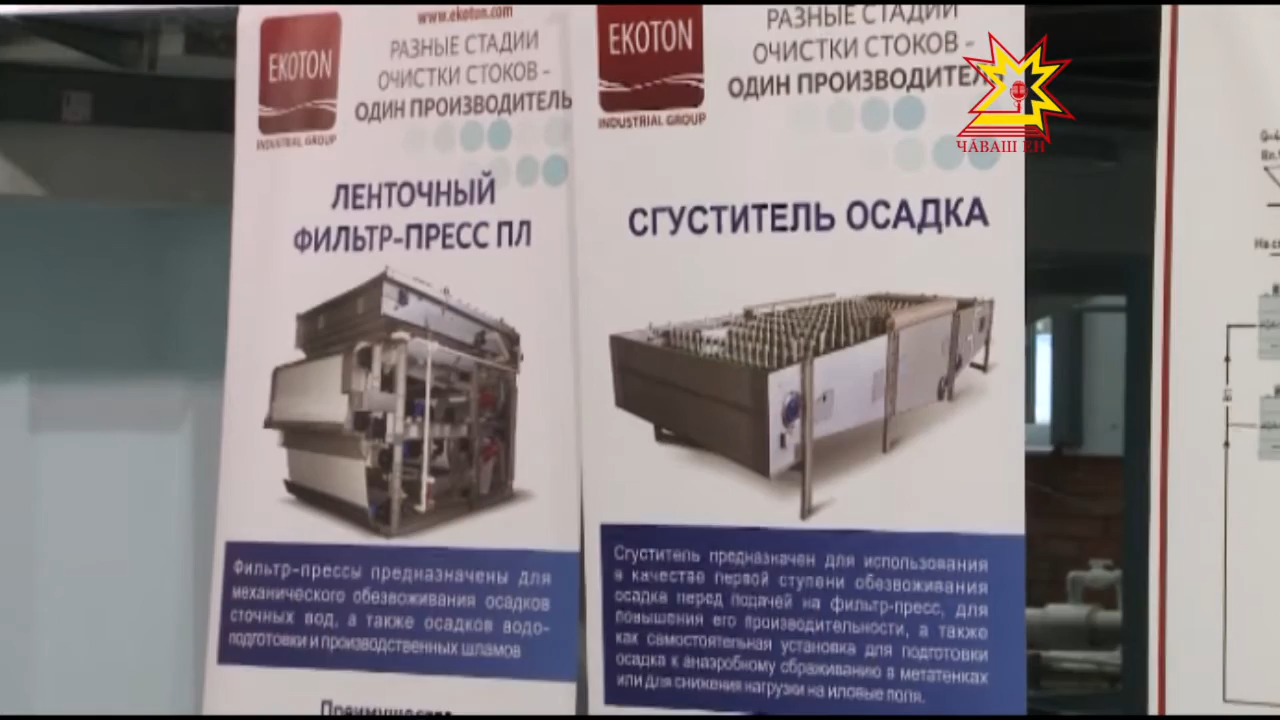 www.ekoton.com
EKOTON
INDUSTRIAL GROUP
РАЗНЫЕ СТАДИИ
ОЧИСТКИ СТОКОВ -
ОДИН ПРОИЗВОДИТЕЛЬ
ЛЕНТОЧНЫЙ
ФИЛЬТР-ПРЕСС ПЛ
Фильтр-прессы предназначены для
механического обезвоживания осадков
сточных вод, а также осадков водо-
подготовки и производственных шламов
Преимущества
EKOTON
INDUSTRIAL GROUP
РАЗНЫЕ СТАДИИ
ОЧИСТКИ СТОКОВ -
ОДИН ПРОИЗВОДИТЕЛ
СГУСТИТЕЛЬ ОСАДКА
Сгуститель предназначен для использования
в качестве первой ступени обезвоживания
осадка перед подачей на фильтр-пресс, для
повышения его производительности, а также
как самостоятельная установка для подготовки
осадка к анаэробному сбраживанию в метатенках
или для снижения нагрузки на иловые поля.
ЧӐВАШ ЕН